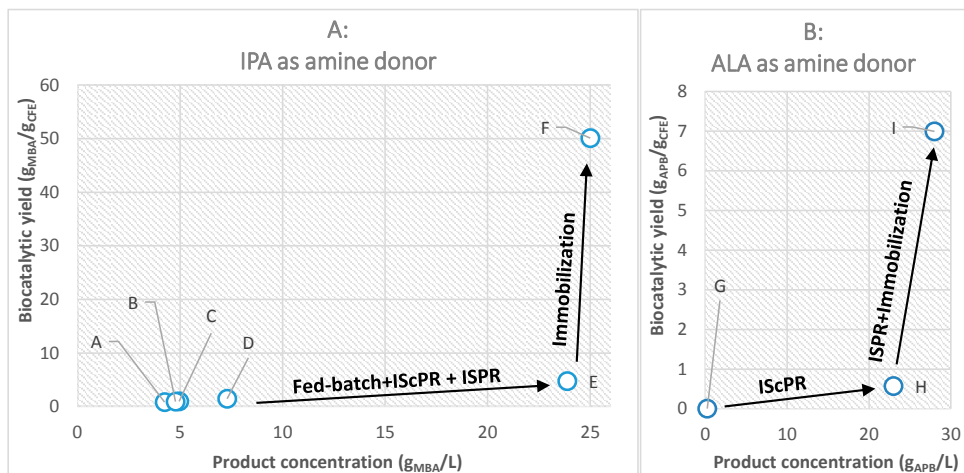 A:
IPA as amine donor
Biocatalytic yield (gMBA/gCFE)
60
50
40
30
20
10
0
0 5 10 15 20 25
Product concentration (gMBA/L)
A
B
C
D
E
F
Fed-batch+IScPR + ISPR
Immobilization
B:
ALA as amine donor
Biocatalytic yield (gAPB/gCFE)
8
7
6
5
4
3
2
1
0
0 10 20 30
Product concentration (gAPB/L)
G
H
I
IScPR
ISPR+Immobilization